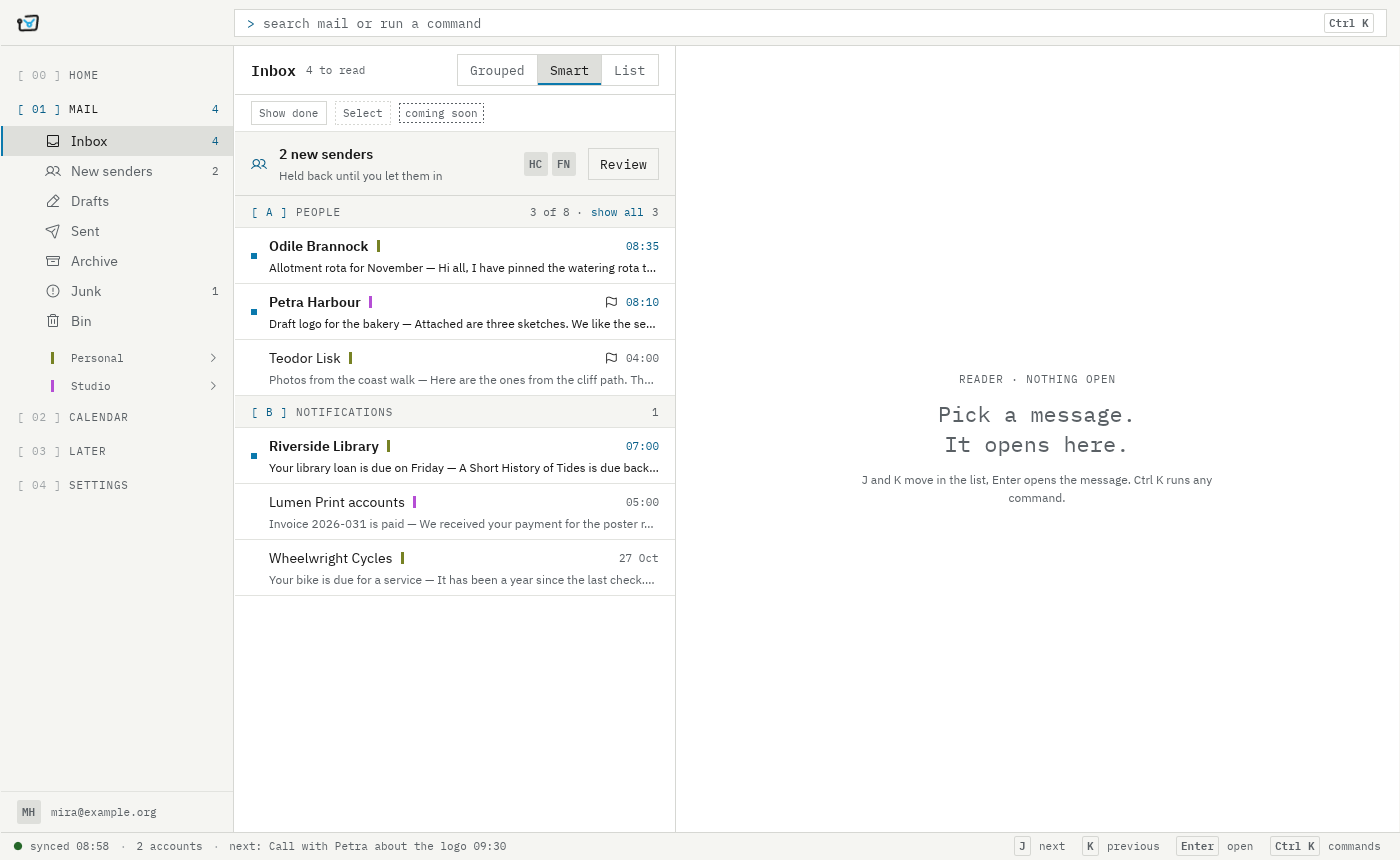 > search mail or run a command Ctrl K
[ 00 ] HOME
[ 01 ] MAIL 4
Inbox 4
New senders 2
Drafts
Sent
Archive
Junk 1
Bin
Personal
Studio
[ 02 ] CALENDAR
[ 03 ] LATER
[ 04 ] SETTINGS
MH mira@example.org
Inbox 4 to read Grouped Smart List
Show done Select coming soon
2 new senders
Held back until you let them in
HC FN Review
[ A ] PEOPLE 3 of 8 · show all 3
Odile Brannock 08:35
Allotment rota for November — Hi all, I have pinned the watering rota t...
Petra Harbour 08:10
Draft logo for the bakery — Attached are three sketches. We like the se...
Teodor Lisk 04:00
Photos from the coast walk — Here are the ones from the cliff path. Th...
[ B ] NOTIFICATIONS 1
Riverside Library 07:00
Your library loan is due on Friday — A Short History of Tides is due back...
Lumen Print accounts 05:00
Invoice 2026-031 is paid — We received your payment for the poster r...
Wheelwright Cycles 27 Oct
Your bike is due for a service — It has been a year since the last check....
READER · NOTHING OPEN
Pick a message.
It opens here.
J and K move in the list, Enter opens the message. Ctrl K runs any
command.
synced 08:58 · 2 accounts · next: Call with Petra about the logo 09:30
J next K previous Enter open Ctrl K commands